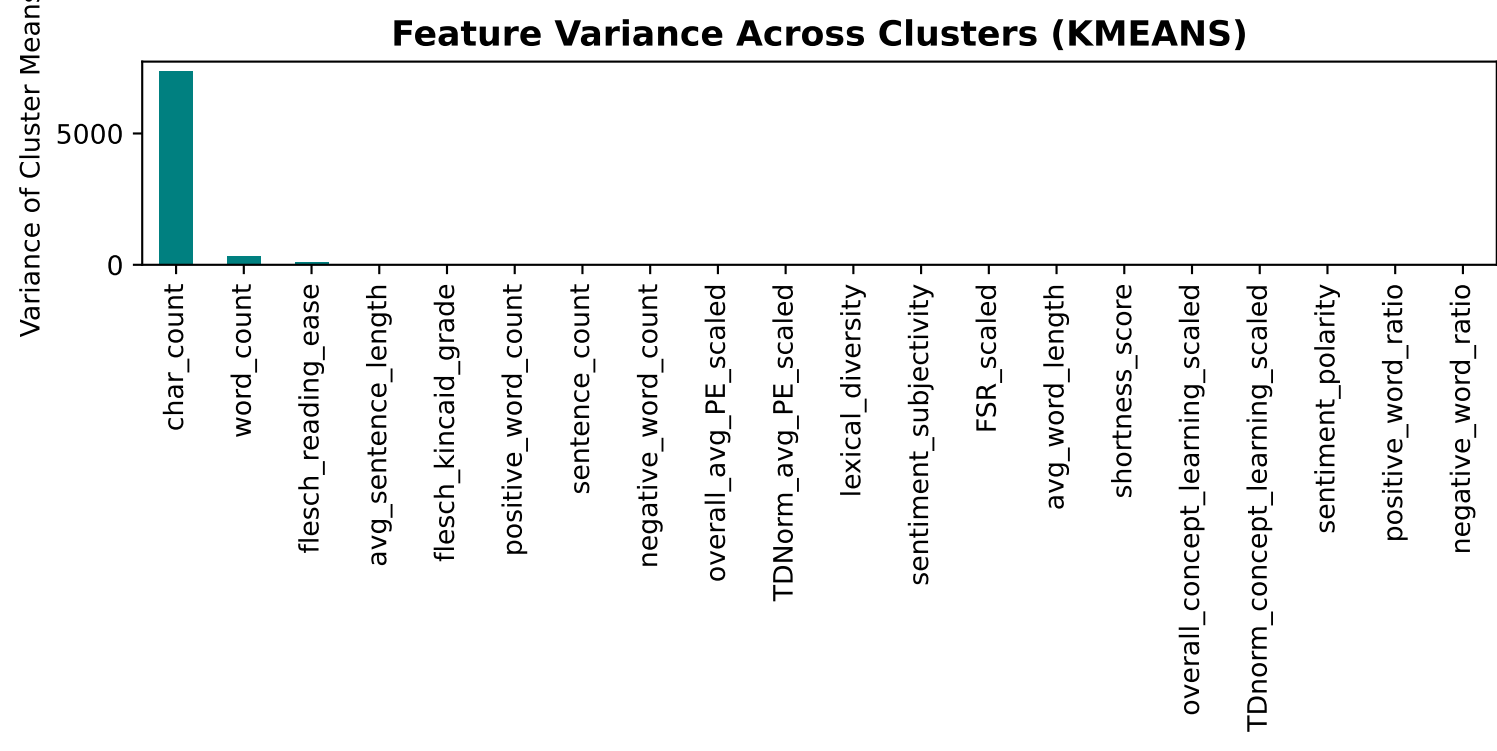 Feature Variance Across Clusters (KMEANS)
Variance of Cluster Means
5000
0
char_count
word_count
flesch_reading_ease
avg_sentence_length
flesch_kincaid_grade
positive_word_count
sentence_count
negative_word_count
overall_avg_PE_scaled
TDNorm_avg_PE_scaled
lexical_diversity
sentiment_subjectivity
FSR_scaled
avg_word_length
shortness_score
overall_concept_learning_scaled
TDnorm_concept_learning_scaled
sentiment_polarity
positive_word_ratio
negative_word_ratio